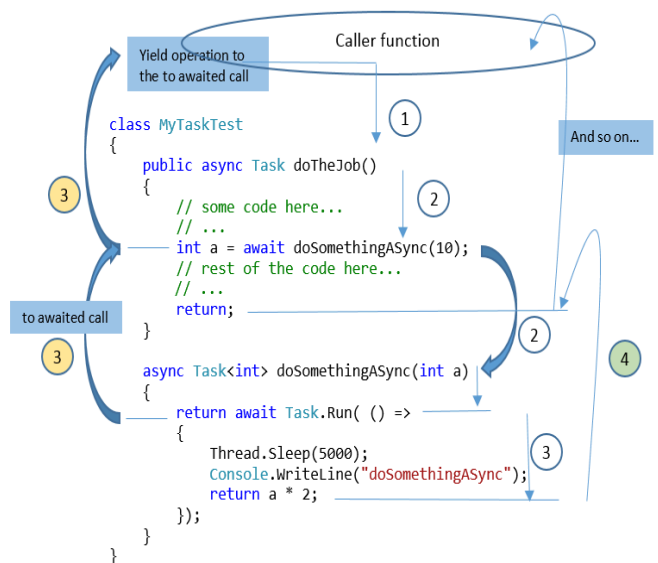 Caller function
Yield operation to
the to awaited call
1
class MyTaskTest
{
And so on...
public async Task doTheJob()
{
2
3
// some code here...
// ...
int a = await doSomethingASync(10);
// rest of the code here...
// ...
return;
to awaited call
}
2
3
4
async Task<int> doSomethingASync(int a)
{
return await Task.Run( () =>
{
3
Thread.Sleep(5000);
Console.WriteLine("doSomethingASync");
return a * 2;
});
}
}